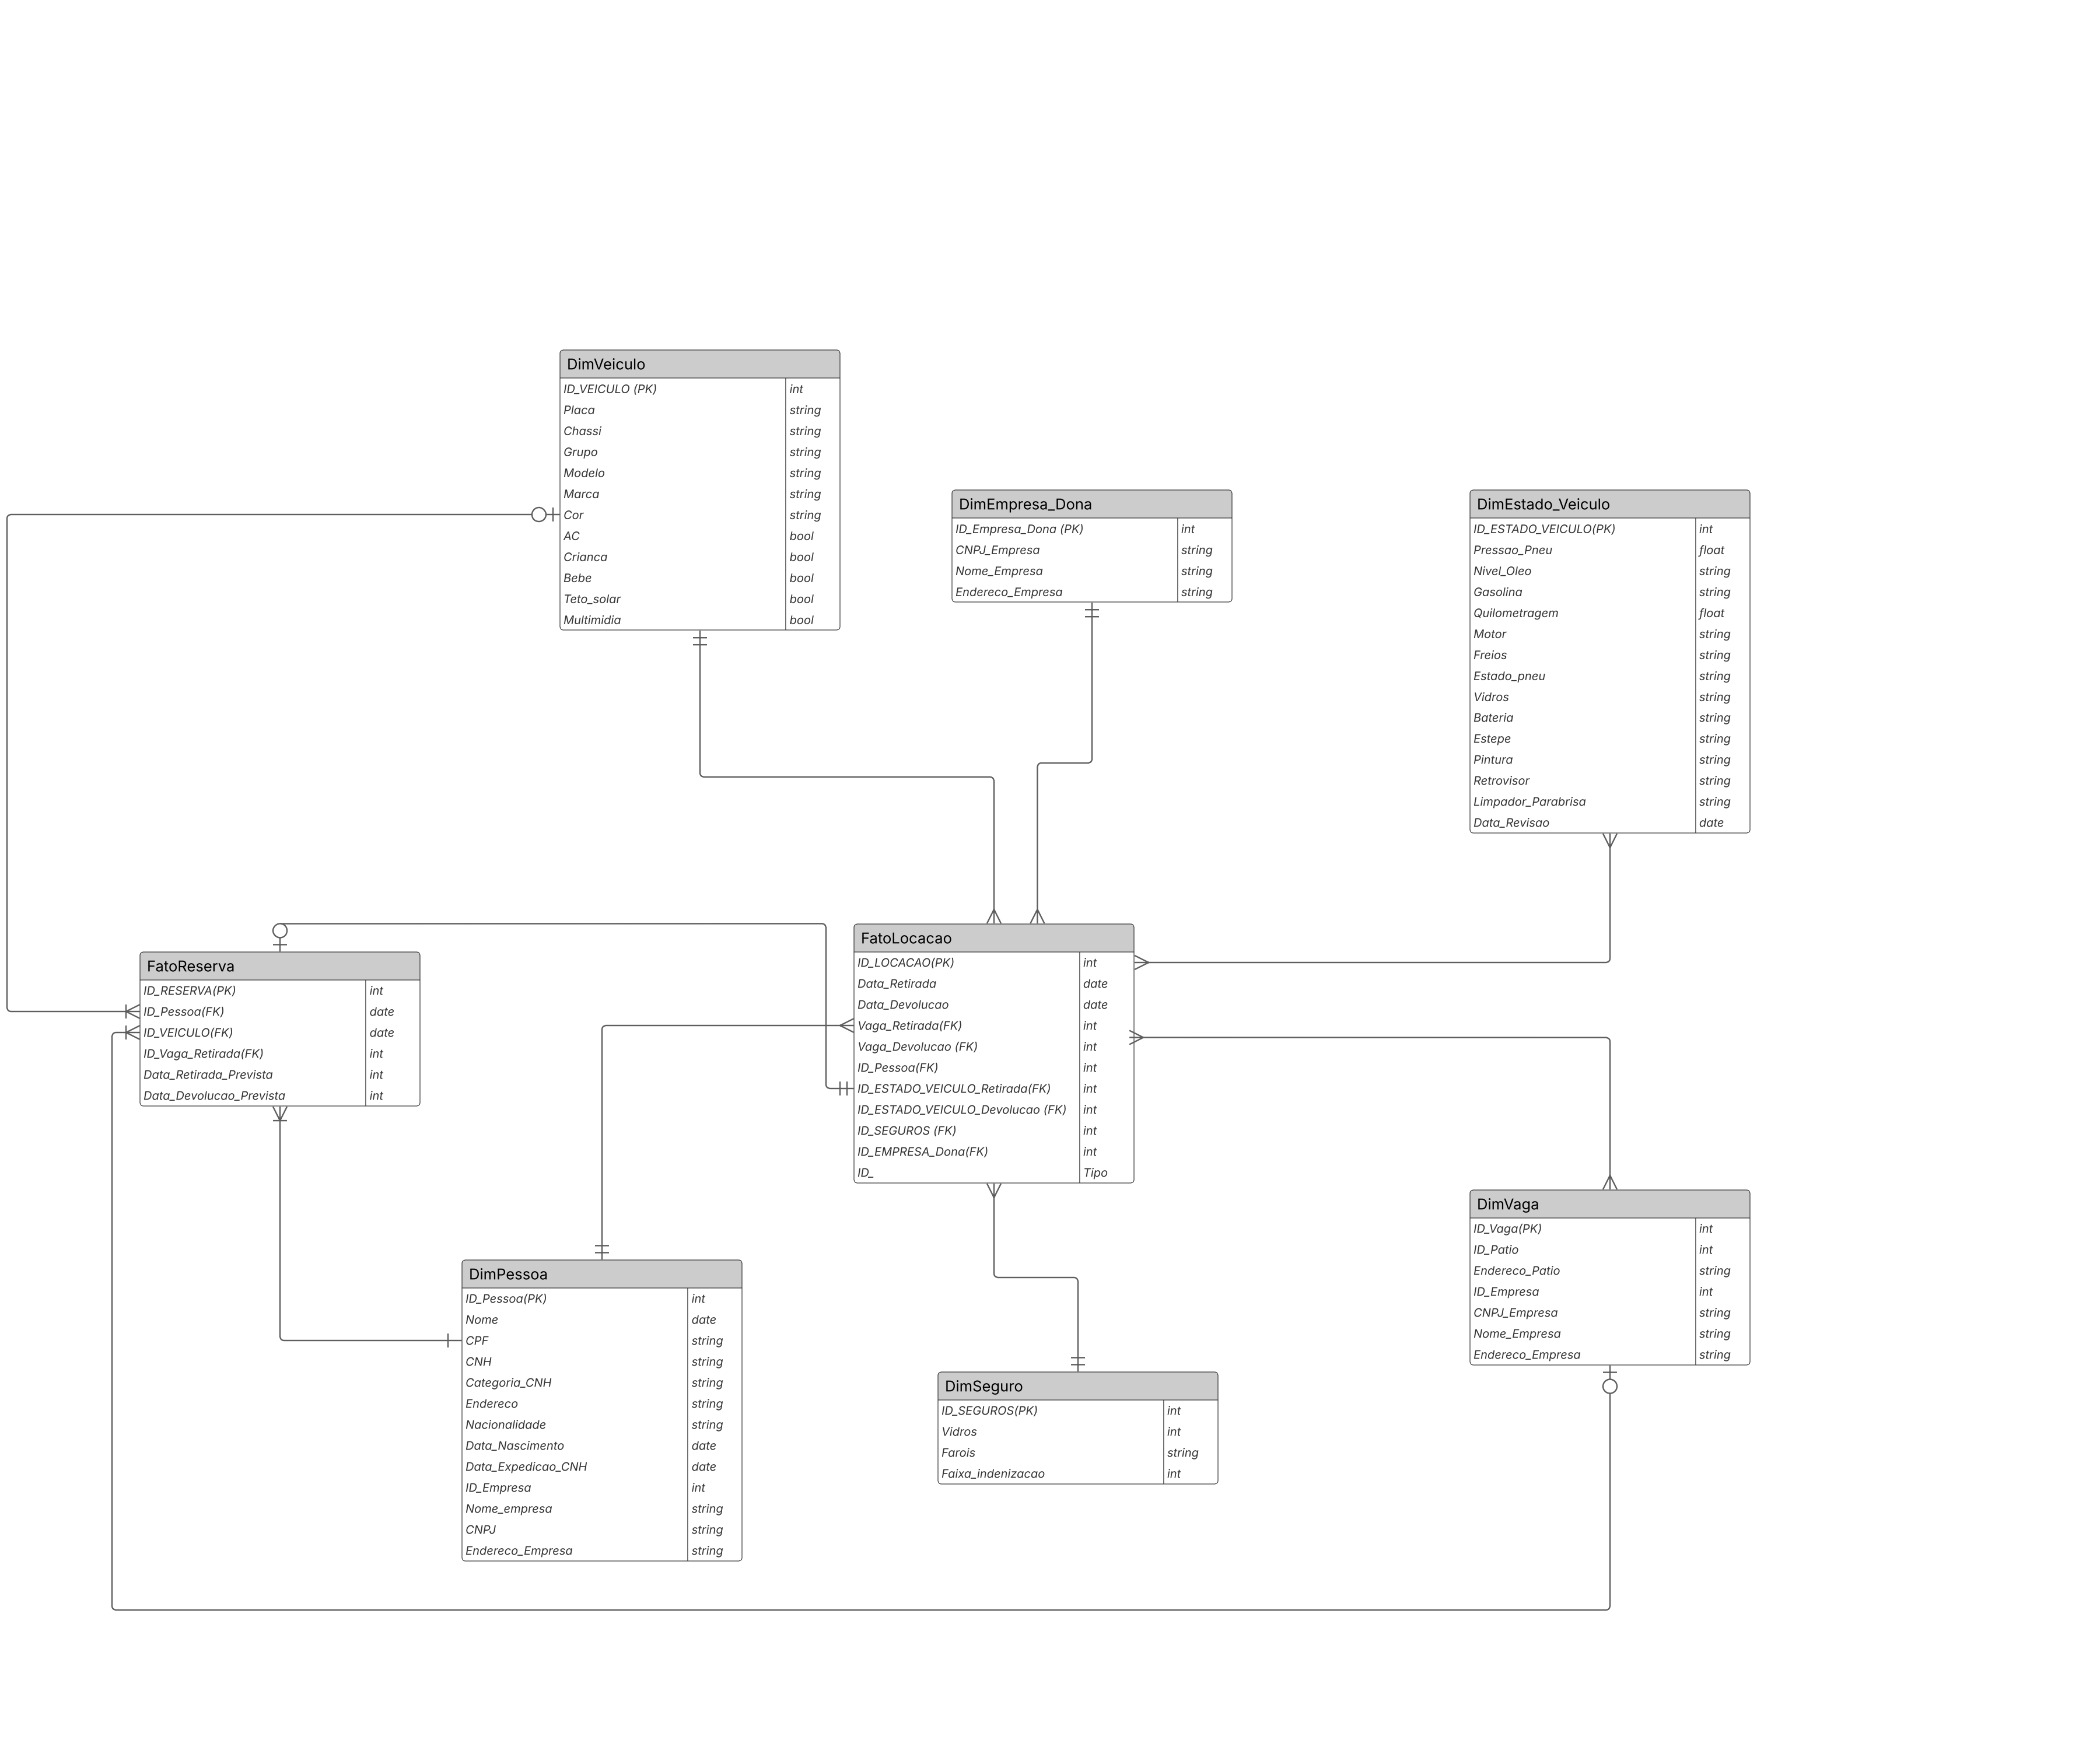 DimVeiculo
ID_VEICULO (PK) int
Placa string
Chassi string
Grupo string
Modelo string
Marca string
Cor string
AC bool
Crianca bool
Bebe bool
Teto_solar bool
Multimidia bool
DimEmpresa_Dona
ID_Empresa_Dona (PK) int
CNPJ_Empresa string
Nome_Empresa string
Endereco_Empresa string
DimEstado_Veiculo
ID_ESTADO_VEICULO(PK) int
Pressao_Pneu float
Nivel_Oleo string
Gasolina string
Quilometragem float
Motor string
Freios string
Estado_pneu string
Vidros string
Bateria string
Estepe string
Pintura string
Retrovisor string
Limpador_Parabrisa string
Data_Revisao date
FatoReserva
ID_RESERVA(PK) int
ID_Pessoa(FK) date
ID_VEICULO(FK) date
ID_Vaga_Retirada(FK) int
Data_Retirada_Prevista int
Data_Devolucao_Prevista int
FatoLocacao
ID_LOCACAO(PK) int
Data_Retirada date
Data_Devolucao date
Vaga_Retirada(FK) int
Vaga_Devolucao (FK) int
ID_Pessoa(FK) int
ID_ESTADO_VEICULO_Retirada(FK) int
ID_ESTADO_VEICULO_Devolucao (FK) int
ID_SEGUROS (FK) int
ID_EMPRESA_Dona(FK) int
ID_ Tipo
DimPessoa
ID_Pessoa(PK) int
Nome date
CPF string
CNH string
Categoria_CNH string
Endereco string
Nacionalidade string
Data_Nascimento date
Data_Expedicao_CNH date
ID_Empresa int
Nome_empresa string
CNPJ string
Endereco_Empresa string
DimSeguro
ID_SEGUROS(PK) int
Vidros int
Farois string
Faixa_indenizacao int
DimVaga
ID_Vaga(PK) int
ID_Patio int
Endereco_Patio string
ID_Empresa int
CNPJ_Empresa string
Nome_Empresa string
Endereco_Empresa string